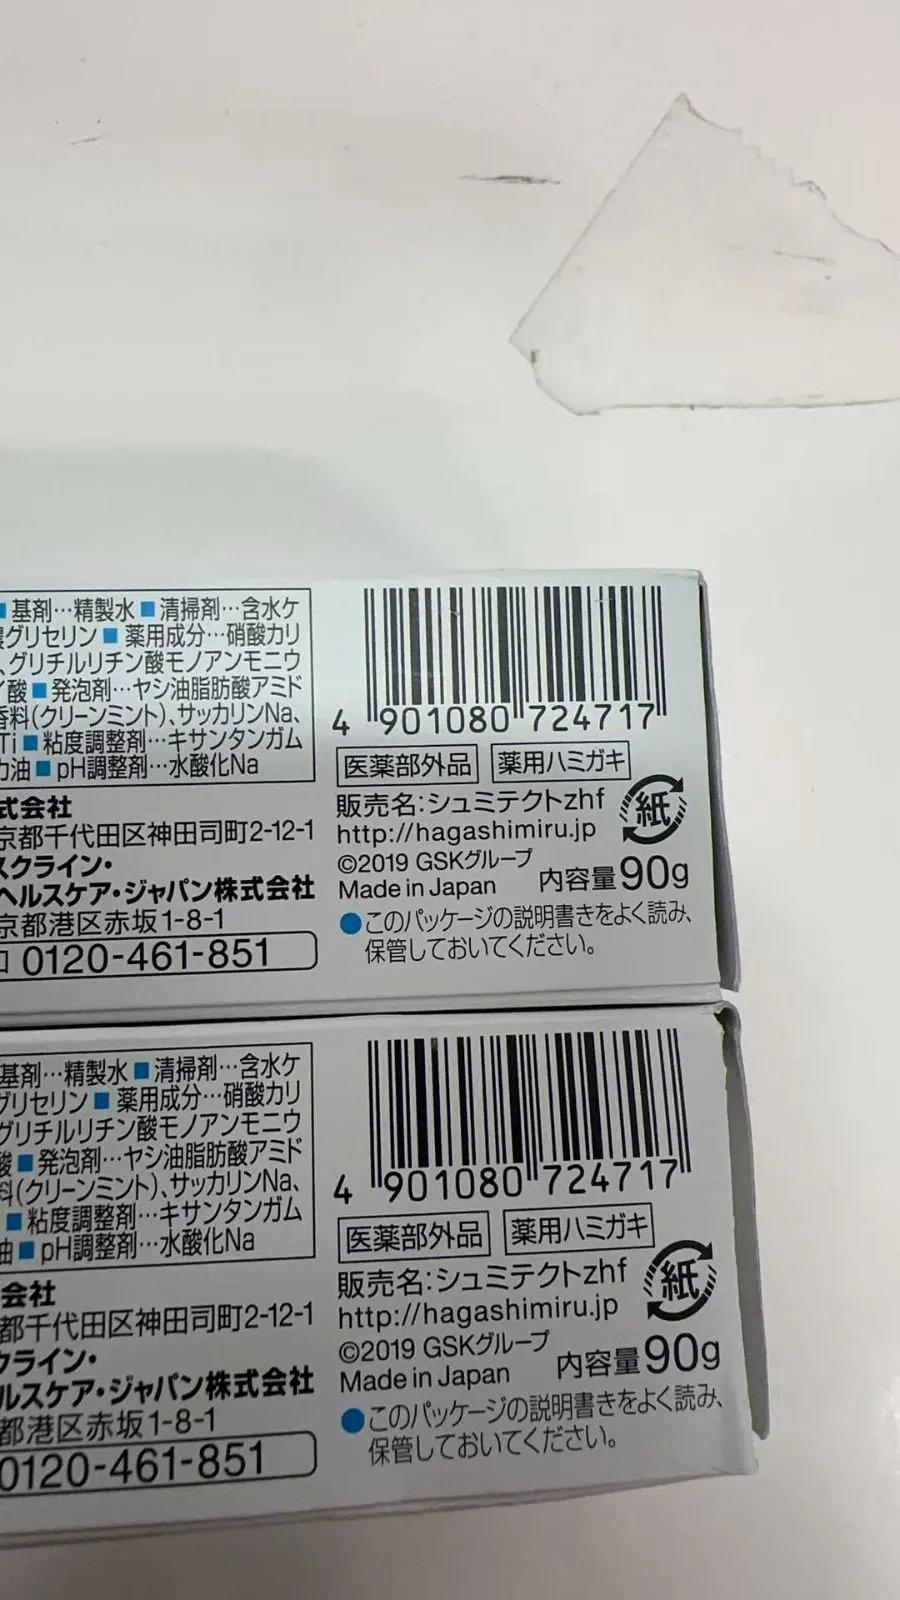 ■基剤…精製水■清掃剤…含水ケ
グリセリン■薬用成分…硝酸カリ
、グリチルリチン酸モノアンモニウ
酸■発泡剤…ヤシ油脂肪酸アミド
香料(クリーンミント)、サッカリンNa、
Ti■粘度調整剤…キサンタンガム
油■pH調整剤…水酸化Na
式会社
京都千代田区神田司町2-12-1
スクライン・
ヘルスケア・ジャパン株式会社
京都港区赤坂1-8-1
0120-461-851
4 901080 724717
医薬部外品 薬用ハミガキ
販売名:シュミテクトzhf
http://hagashimiru.jp
紙
©2019 GSKグループ
Made in Japan 内容量90g
●このパッケージの説明書きをよく読み、
保管しておいてください。
基剤…精製水■清掃剤…含水ケ
グリセリン■薬用成分…硝酸カリ
グリチルリチン酸モノアンモニウ
酸■発泡剤…ヤシ油脂肪酸アミド
料(クリーンミント)、サッカリンNa、
■粘度調整剤…キサンタンガム
油■pH調整剤…水酸化Na
会社
都千代田区神田司町2-12-1
クライン・
ルスケア・ジャパン株式会社
都港区赤坂1-8-1
0120-461-851
4 901080 724717
医薬部外品 薬用ハミガキ
販売名:シュミテクトzhf
http://hagashimiru.jp
紙
©2019 GSKグループ
Made in Japan 内容量90g
●このパッケージの説明書きをよく読み、
保管しておいてください。